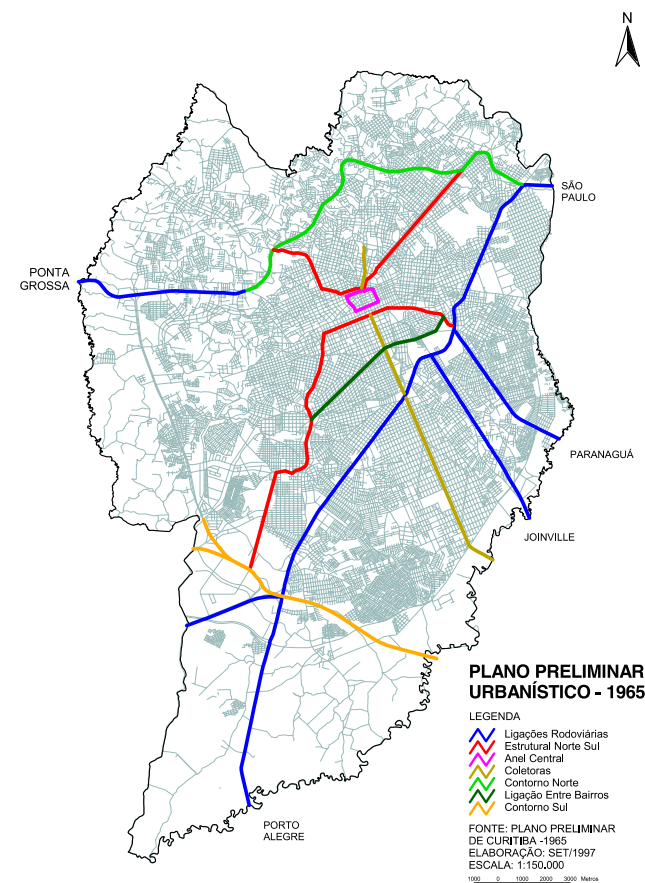 N
SÃO
PAULO
PONTA
GROSSA
PARANAGUÁ
JOINVILLE
PORTO
ALEGRE
PLANO PRELIMINAR
URBANÍSTICO - 1965
LEGENDA
Ligações Rodoviárias
Estrutural Norte Sul
Anel Central
Coletoras
Contorno Norte
Ligação Entre Bairros
Contorno Sul
FONTE: PLANO PRELIMINAR
DE CURITIBA -1965
ELABORAÇÃO: SET/1997
ESCALA: 1:150.000
1000 0 1000 2000 3000 Metros